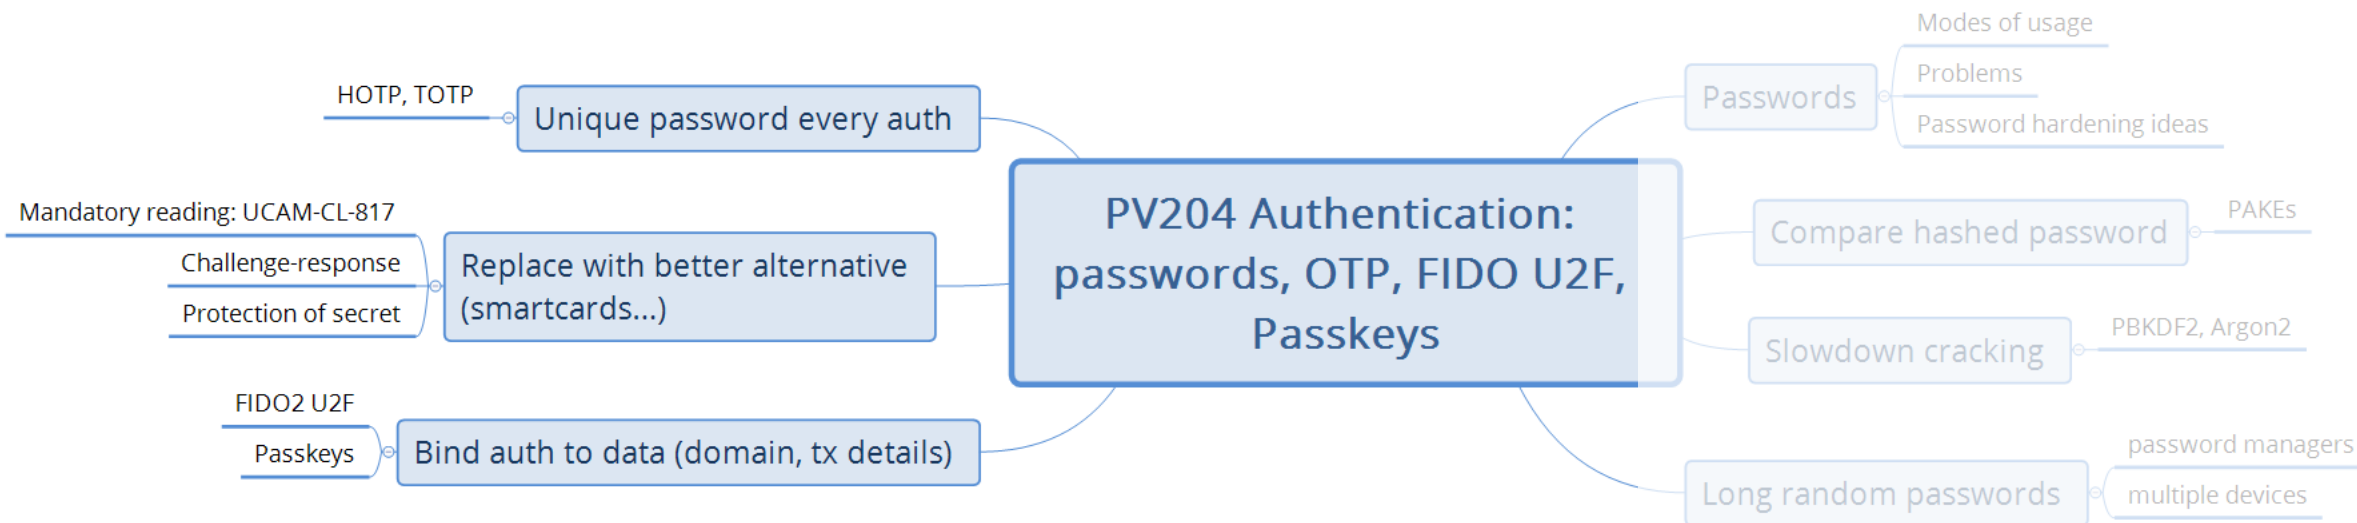 HOTP, TOTP
Unique password every auth
Mandatory reading: UCAM-CL-817
Challenge-response
Protection of secret
Replace with better alternative
(smartcards...)
FIDO2 U2F
Passkeys
Bind auth to data (domain, tx details)
PV204 Authentication:
passwords, OTP, FIDO U2F,
Passkeys
Passwords
Modes of usage
Problems
Password hardening ideas
Compare hashed password
PAKEs
Slowdown cracking
PBKDF2, Argon2
Long random passwords
password managers
multiple devices